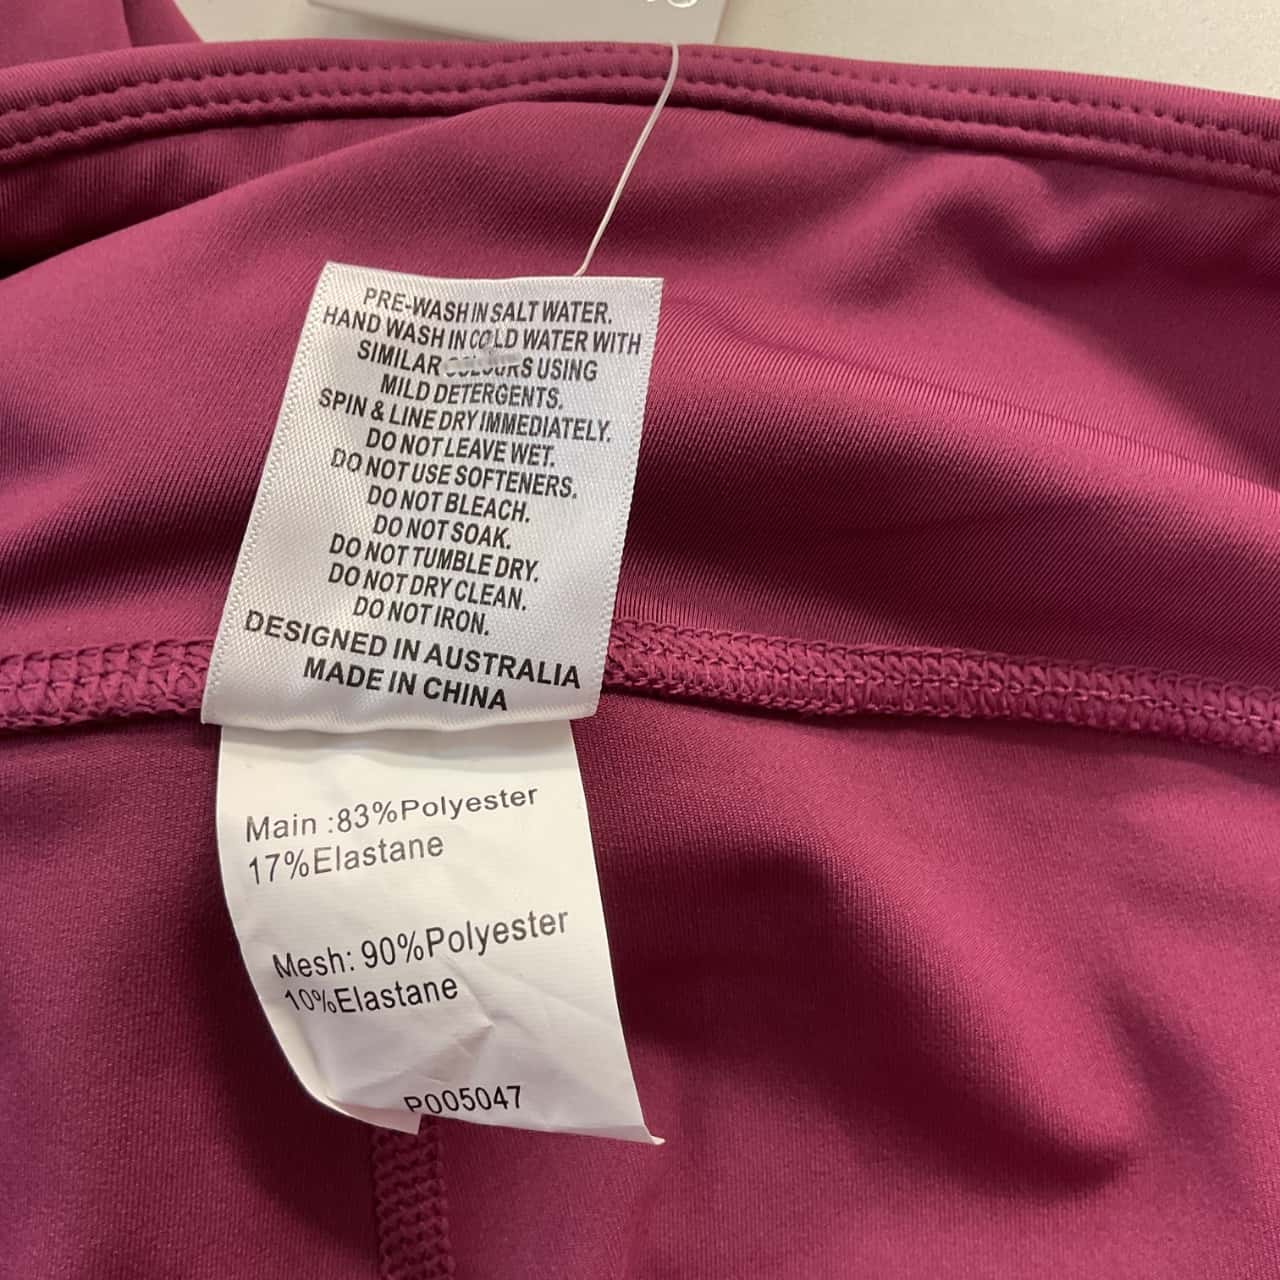 PRE-WASH IN SALT WATER.
HAND WASH IN COLD WATER WITH
SIMILAR COLOURS USING
MILD DETERGENTS.
SPIN & LINE DRY IMMEDIATELY.
DO NOT LEAVE WET.
DO NOT USE SOFTENERS.
DO NOT BLEACH.
DO NOT SOAK.
DO NOT TUMBLE DRY.
DO NOT DRY CLEAN.
DO NOT IRON.
DESIGNED IN AUSTRALIA
MADE IN CHINA
Main :83%Polyester
17%Elastane
Mesh: 90%Polyester
10%Elastane
P005047